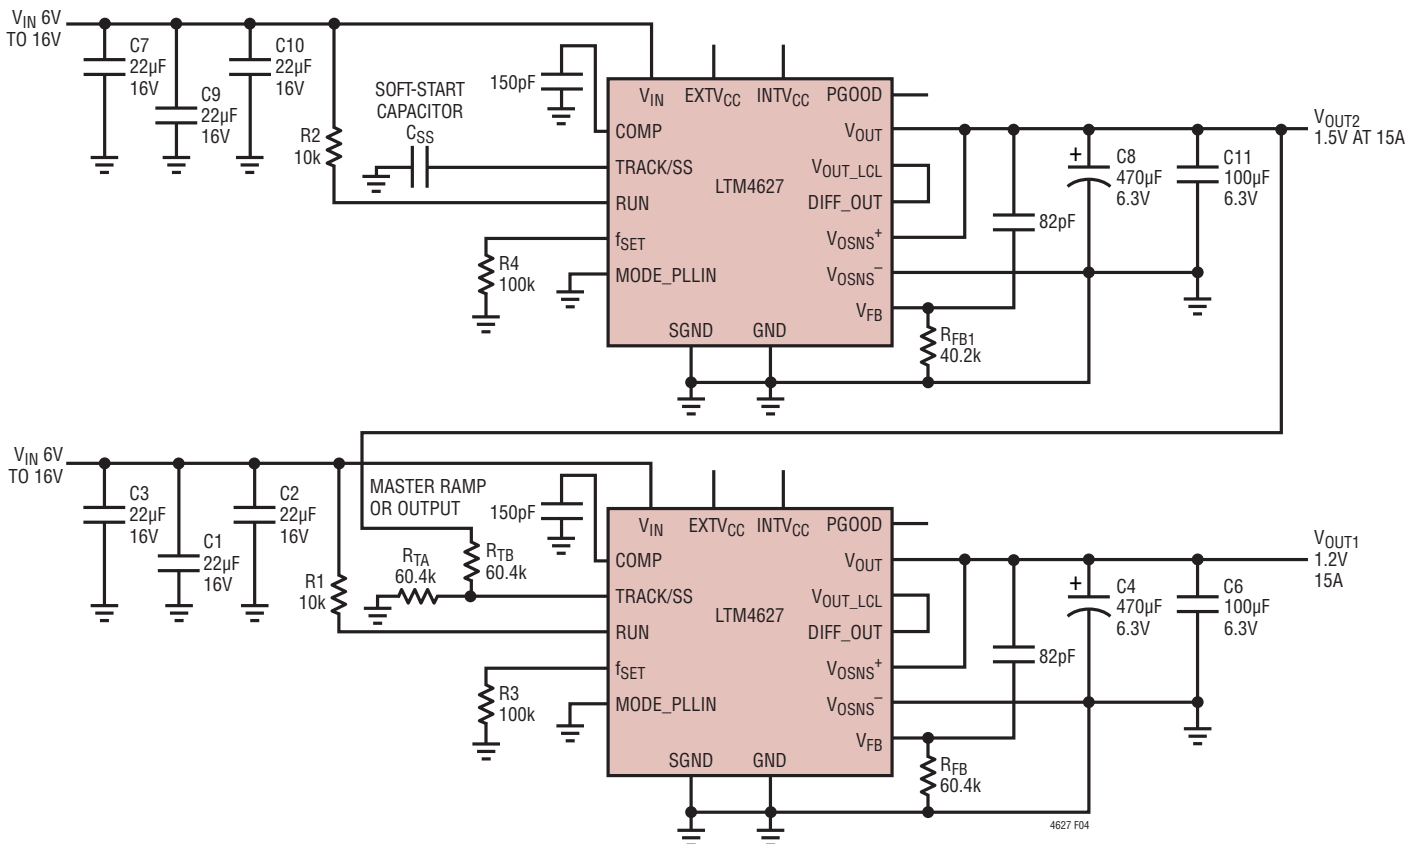 VIN 6V
TO 16V
C7
22µF
16V
C9
22µF
16V
C10
22µF
16V
R2
10k
SOFT-START
CAPACITOR
CSS
150pF
R4
100k
VIN
EXTVCC
INTVCC
PGOOD
COMP
VOUT
TRACK/SS
VOUT_LCL
LTM4627
RUN
DIFF_OUT
fSET
VOSNS+
MODE_PLLIN
VOSNS–
VFB
SGND
GND
RFB1
40.2k
82pF
+
C8
470µF
6.3V
C11
100µF
6.3V
VOUT2
1.5V AT 15A
VIN 6V
TO 16V
C3
22µF
16V
C1
22µF
16V
C2
22µF
16V
R1
10k
MASTER RAMP
OR OUTPUT
RTA
60.4k
RTB
60.4k
150pF
R3
100k
VIN
EXTVCC
INTVCC
PGOOD
COMP
VOUT
TRACK/SS
VOUT_LCL
LTM4627
RUN
DIFF_OUT
fSET
VOSNS+
MODE_PLLIN
VOSNS–
VFB
SGND
GND
RFB
60.4k
82pF
+
C4
470µF
6.3V
C6
100µF
6.3V
VOUT1
1.2V
15A
4627 F04